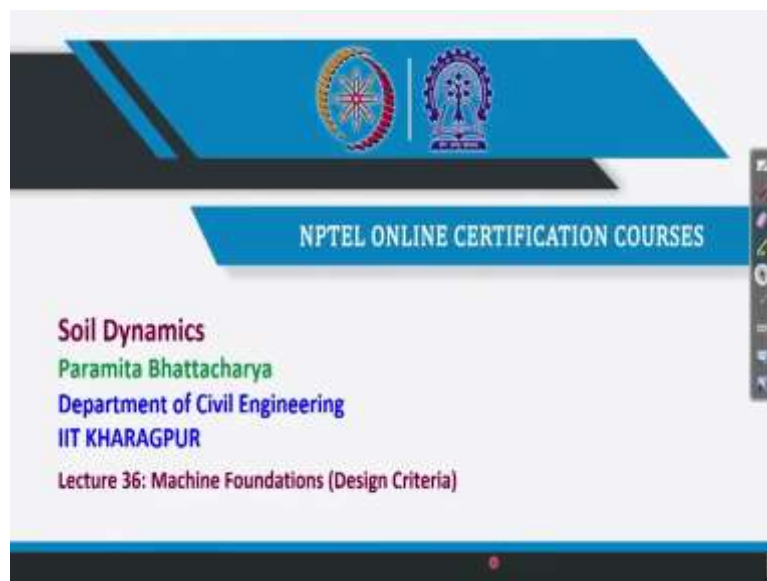 NPTEL ONLINE CERTIFICATION COURSES
Soil Dynamics
Paramita Bhattacharya
Department of Civil Engineering
IIT KHARAGPUR
Lecture 36: Machine Foundations (Design Criteria)